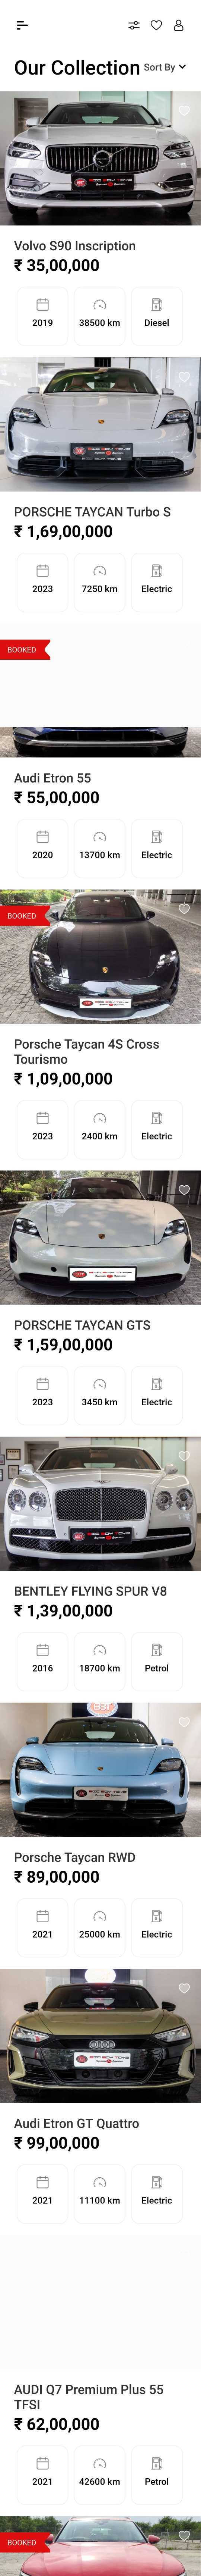 Our Collection
Sort By
Volvo S90 Inscription
₹ 35,00,000
2019
38500 km
Diesel
PORSCHE TAYCAN Turbo S
₹ 1,69,00,000
2023
7250 km
Electric
BOOKED
Audi Etron 55
₹ 55,00,000
2020
13700 km
Electric
BOOKED
Porsche Taycan 4S Cross
Tourismo
₹ 1,09,00,000
2023
2400 km
Electric
PORSCHE TAYCAN GTS
₹ 1,59,00,000
2023
3450 km
Electric
BENTLEY FLYING SPUR V8
₹ 1,39,00,000
2016
18700 km
Petrol
Porsche Taycan RWD
₹ 89,00,000
2021
25000 km
Electric
Audi Etron GT Quattro
₹ 99,00,000
2021
11100 km
Electric
AUDI Q7 Premium Plus 55
TFSI
₹ 62,00,000
2021
42600 km
Petrol
BOOKED